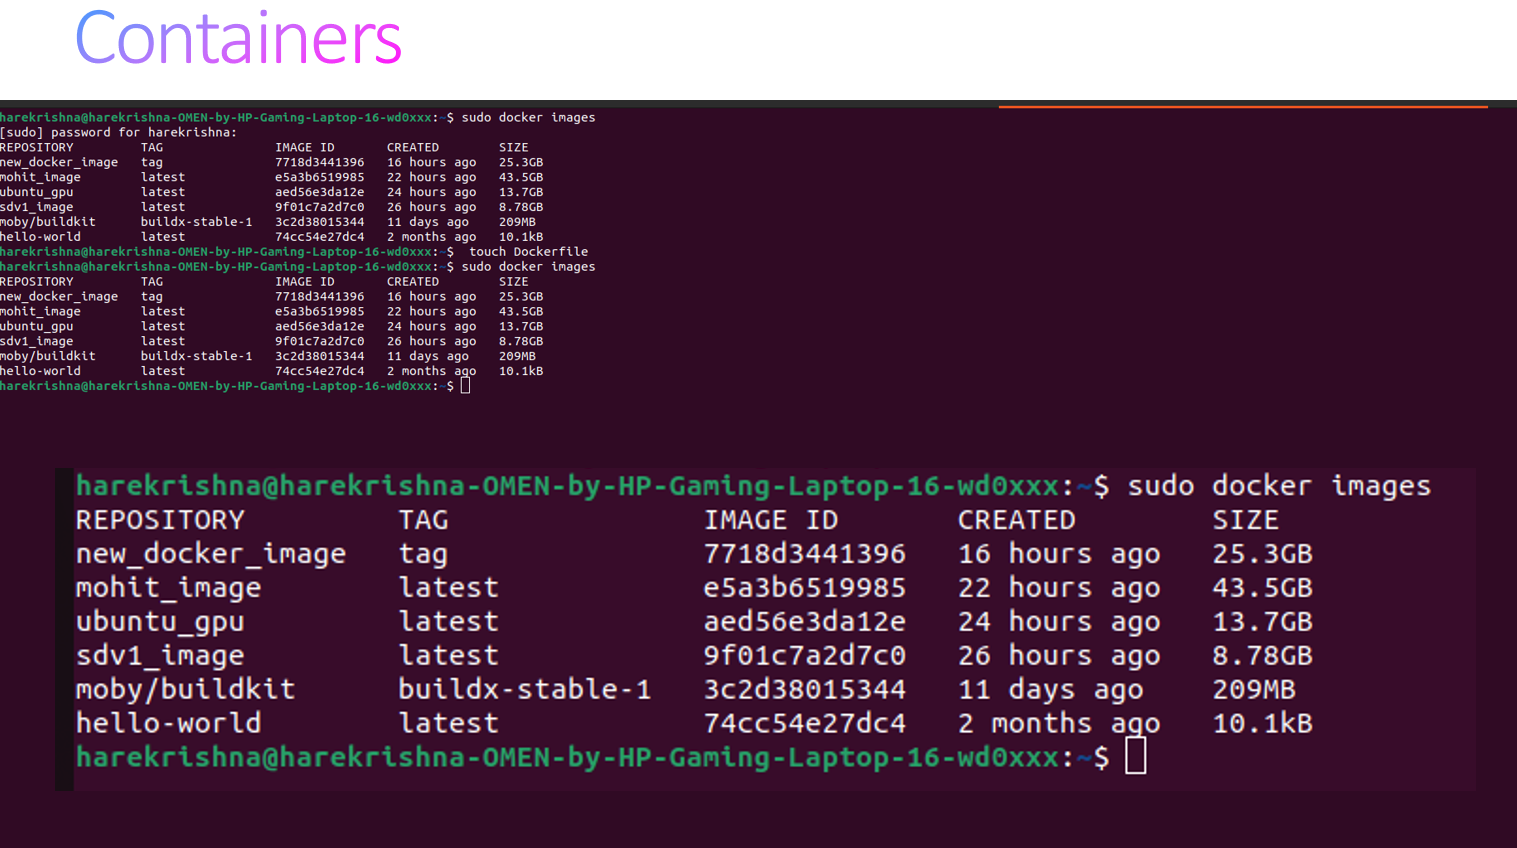 Containers
harekrishna@harekrishna-OMEN-by-HP-Gaming-Laptop-16-wd0xxx:~$ sudo docker images
[sudo] password for harekrishna:
REPOSITORY TAG IMAGE ID CREATED SIZE
new_docker_image tag 7718d3441396 16 hours ago 25.3GB
mohit_image latest e5a3b6519985 22 hours ago 43.5GB
ubuntu_gpu latest aed56e3da12e 24 hours ago 13.7GB
sdv1_image latest 9f01c7a2d7c0 26 hours ago 8.78GB
moby/buildkit buildx-stable-1 3c2d38015344 11 days ago 209MB
hello-world latest 74cc54e27dc4 2 months ago 10.1kB
harekrishna@harekrishna-OMEN-by-HP-Gaming-Laptop-16-wd0xxx:~$ touch Dockerfile
harekrishna@harekrishna-OMEN-by-HP-Gaming-Laptop-16-wd0xxx:~$ sudo docker images
REPOSITORY TAG IMAGE ID CREATED SIZE
new_docker_image tag 7718d3441396 16 hours ago 25.3GB
mohit_image latest e5a3b6519985 22 hours ago 43.5GB
ubuntu_gpu latest aed56e3da12e 24 hours ago 13.7GB
sdv1_image latest 9f01c7a2d7c0 26 hours ago 8.78GB
moby/buildkit buildx-stable-1 3c2d38015344 11 days ago 209MB
hello-world latest 74cc54e27dc4 2 months ago 10.1kB
harekrishna@harekrishna-OMEN-by-HP-Gaming-Laptop-16-wd0xxx:~$
harekrishna@harekrishna-OMEN-by-HP-Gaming-Laptop-16-wd0xxx:~$ sudo docker images
REPOSITORY TAG IMAGE ID CREATED SIZE
new_docker_image tag 7718d3441396 16 hours ago 25.3GB
mohit_image latest e5a3b6519985 22 hours ago 43.5GB
ubuntu_gpu latest aed56e3da12e 24 hours ago 13.7GB
sdv1_image latest 9f01c7a2d7c0 26 hours ago 8.78GB
moby/buildkit buildx-stable-1 3c2d38015344 11 days ago 209MB
hello-world latest 74cc54e27dc4 2 months ago 10.1kB
harekrishna@harekrishna-OMEN-by-HP-Gaming-Laptop-16-wd0xxx:~$